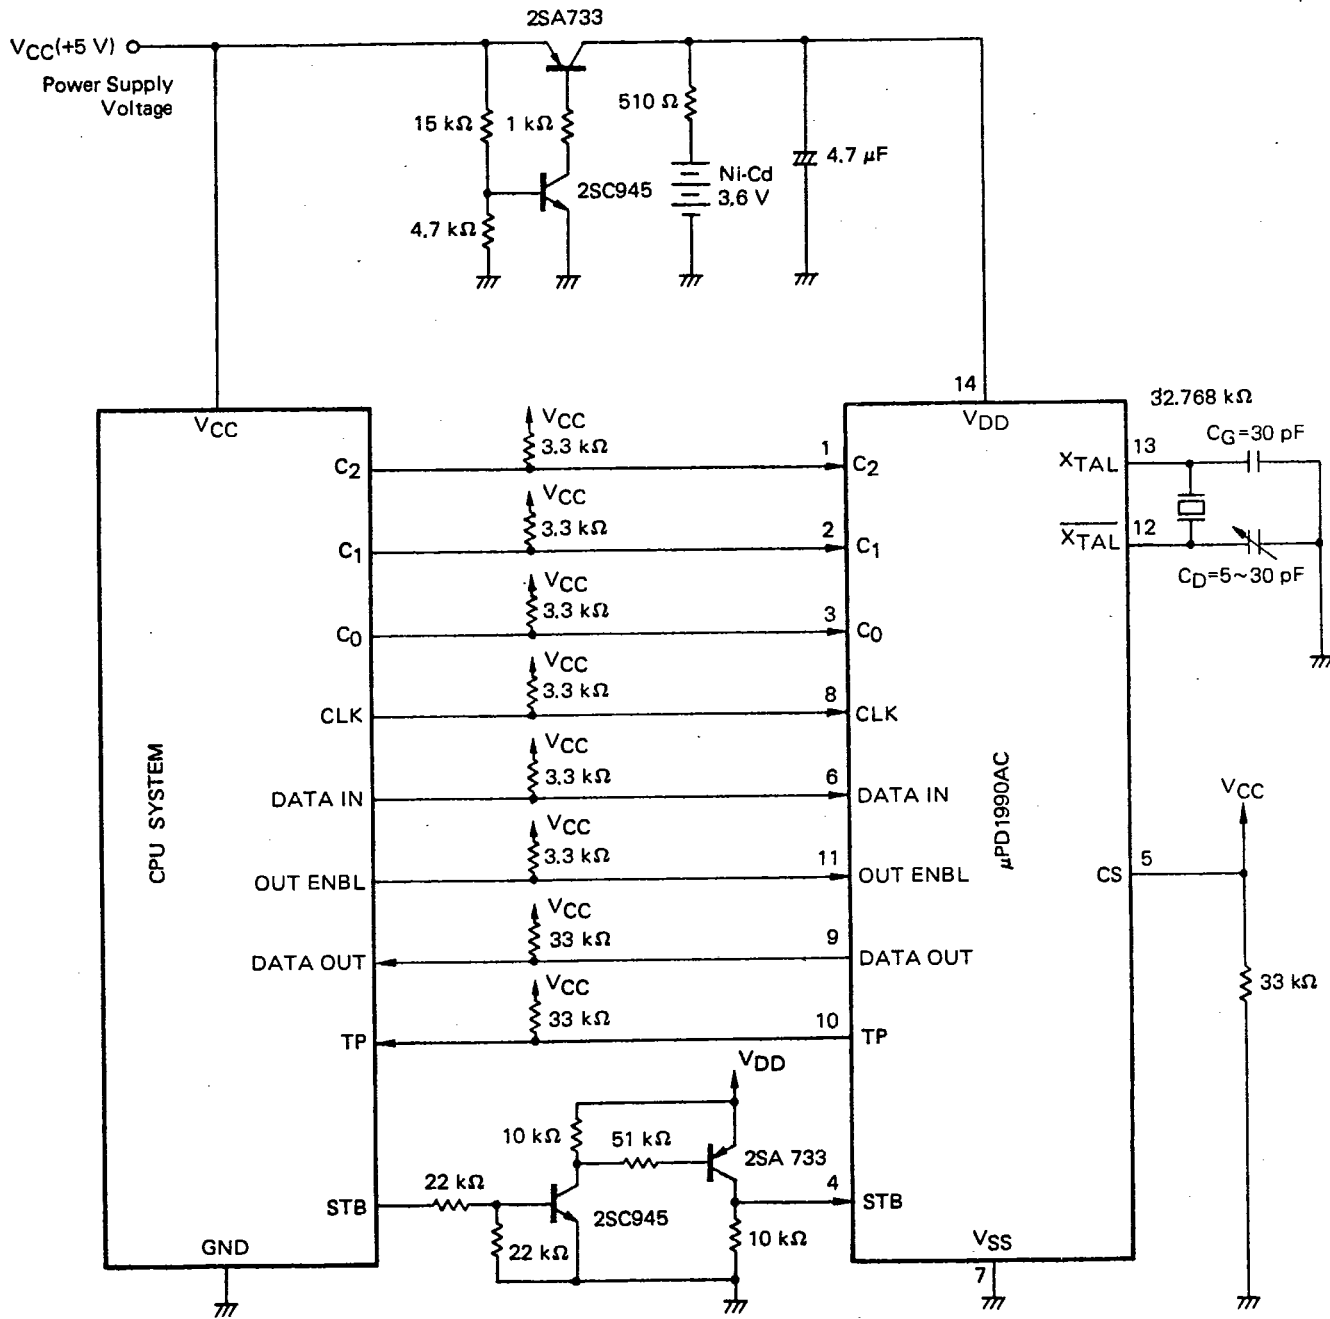 2SA733
VCC(+5 V)
Power Supply
Voltage
15 kΩ
1 kΩ
510 Ω
4.7 μF
Ni-Cd
3.6 V
2SC945
4.7 kΩ
14
VCC
VDD
32.768 kΩ
CG=30 pF
VCC
3.3 kΩ
C2
1
C2
XTAL
13
VCC
3.3 kΩ
C1
2
C1
XTAL
12
CD=5~30 pF
VCC
3.3 kΩ
C0
3
C0
VCC
3.3 kΩ
CLK
8
CLK
VCC
3.3 kΩ
DATA IN
6
DATA IN
CPU SYSTEM
μPD1990AC
VCC
VCC
3.3 kΩ
OUT ENBL
11
OUT ENBL
CS
5
VCC
33 kΩ
DATA OUT
9
DATA OUT
33 kΩ
VCC
33 kΩ
TP
10
TP
VDD
10 kΩ
51 kΩ
2SA 733
22 kΩ
STB
4
STB
2SC945
22 kΩ
10 kΩ
GND
VSS
7